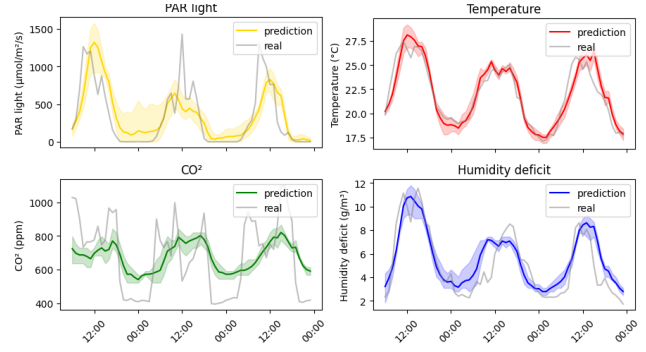 PAR light
Temperature
prediction
real
PAR light (μmol/m²/s)
1500
1000
500
0
12:00
00:00
12:00
00:00
12:00
00:00
prediction
real
Temperature (°C)
27.5
25.0
22.5
20.0
17.5
12:00
00:00
12:00
00:00
12:00
00:00
CO²
Humidity deficit
prediction
real
CO² (ppm)
1000
800
600
400
12:00
00:00
12:00
00:00
12:00
00:00
prediction
real
Humidity deficit (g/m³)
12
10
8
6
4
2
12:00
00:00
12:00
00:00
12:00
00:00